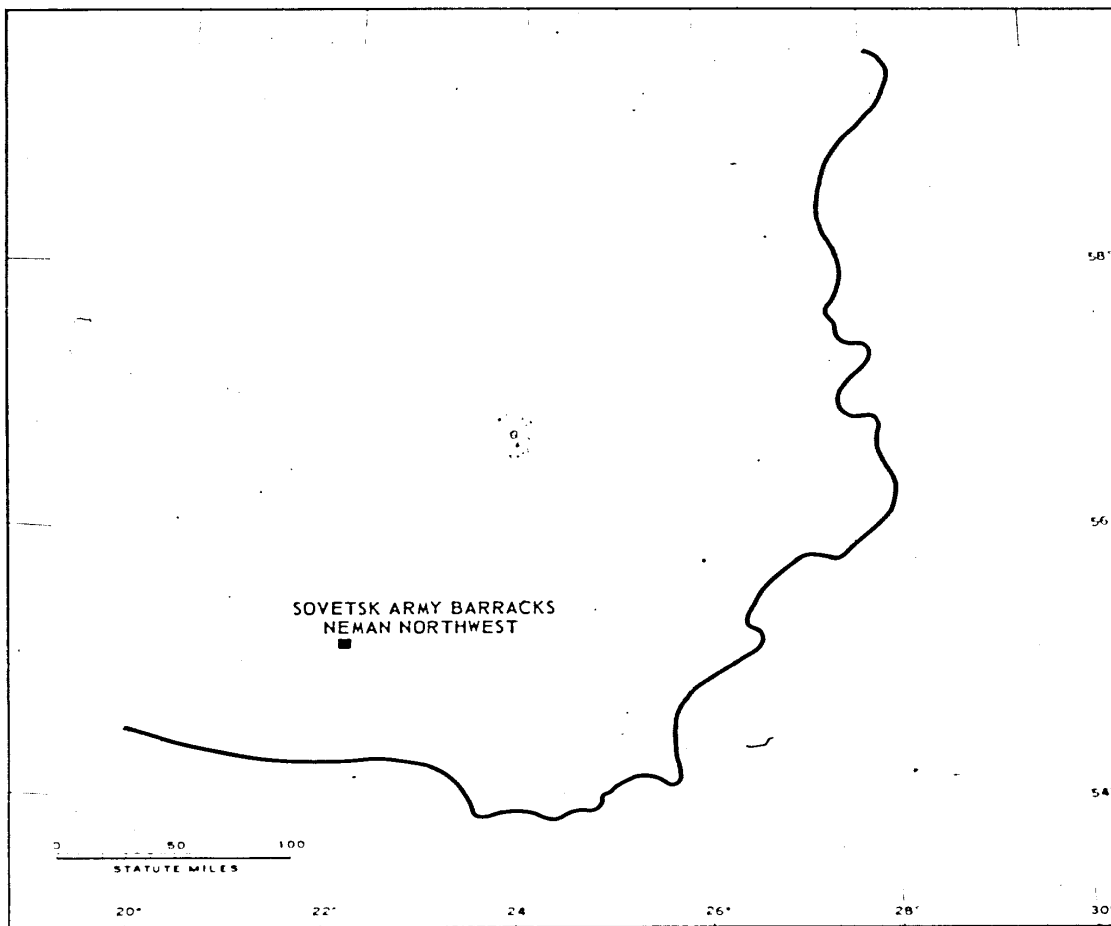 58°
56
SOVETSK ARMY BARRACKS
NEMAN NORTHWEST
54
0 50 100
STATUTE MILES
20° 22° 24 26° 28° 30°